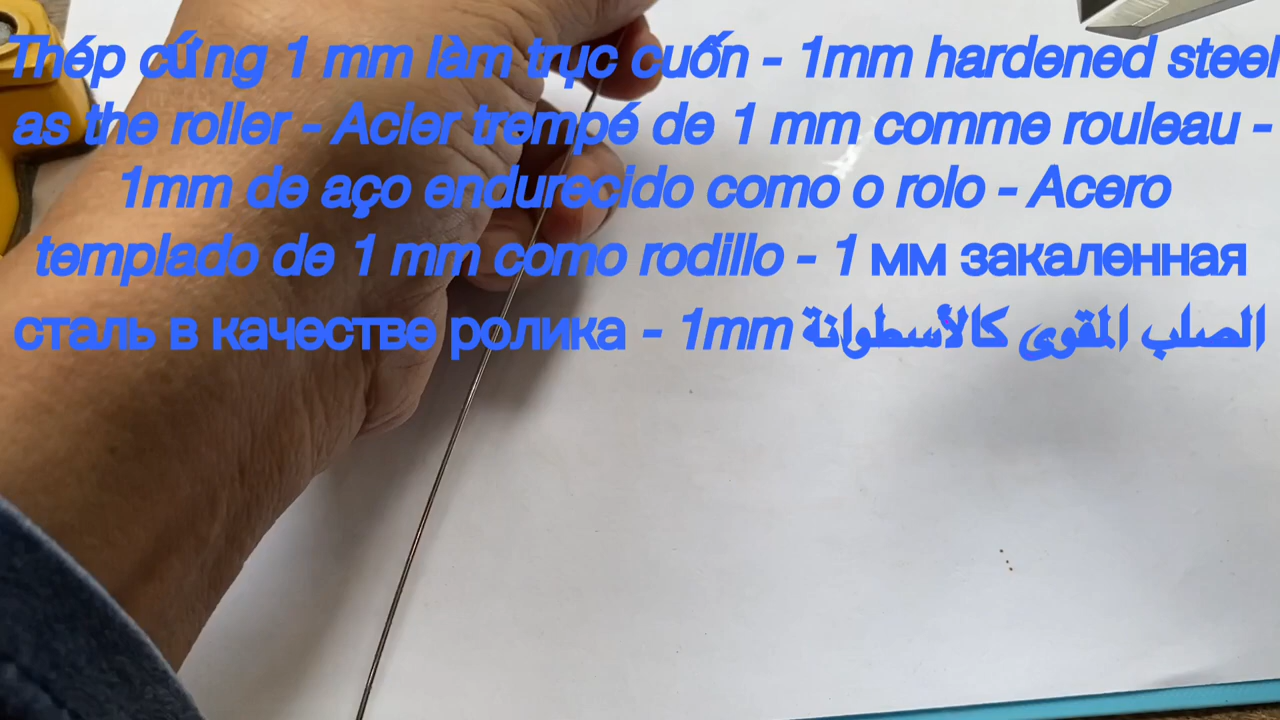 Thép cứng 1 mm làm trục cuốn - 1mm hardened steel
as the roller - Acier trempé de 1 mm comme rouleau -
1mm de aço endurecido como o rolo - Acero
templado de 1 mm como rodillo - 1 мм закаленная
сталь в качестве ролика - 1mm الصلب المقوى كالأسطوانة